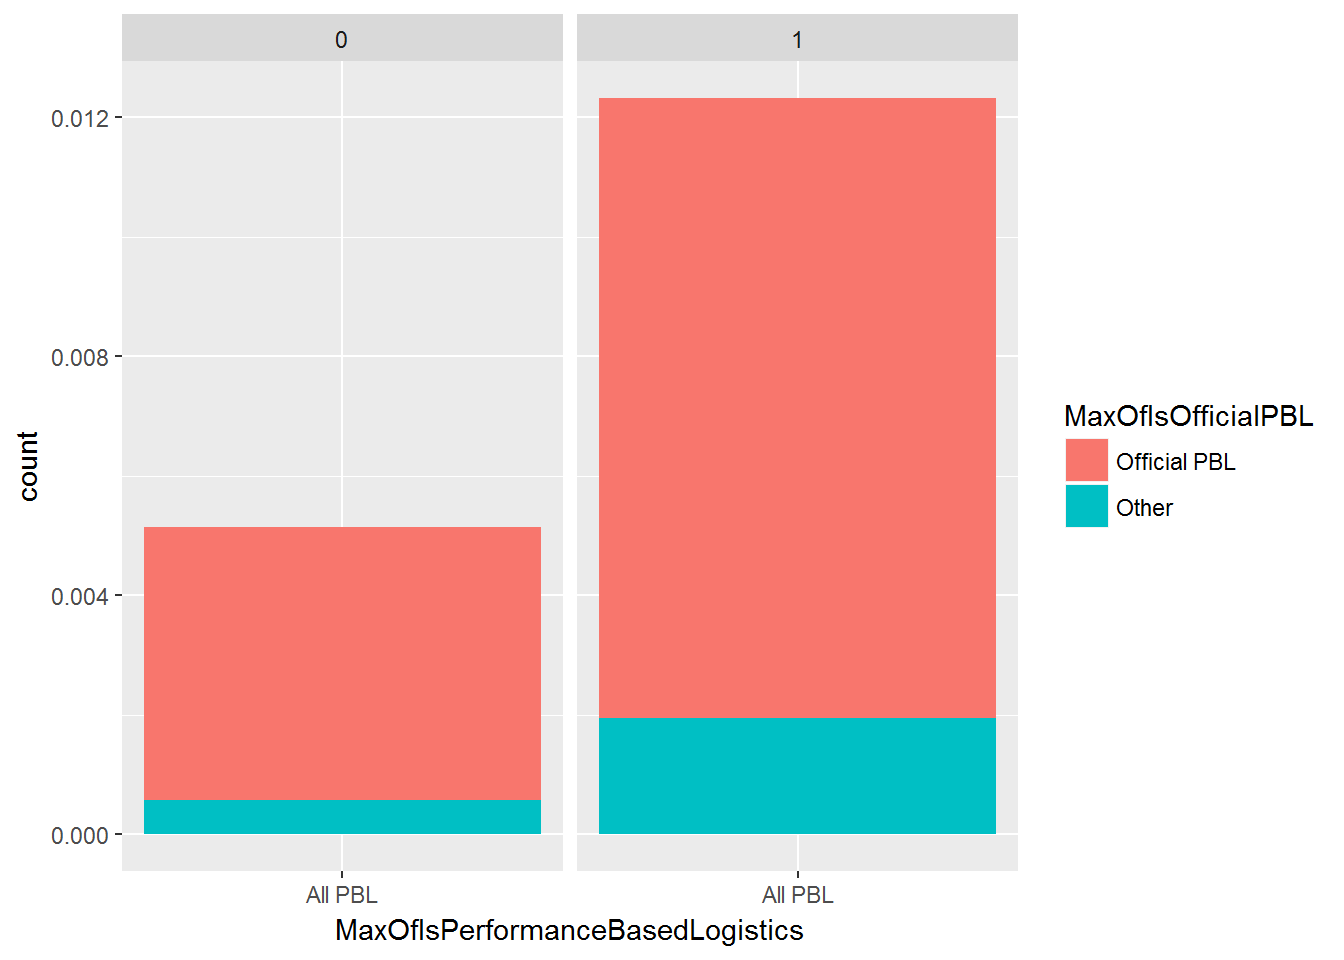 0
1
0.012
0.008
0.004
0.000
count
All PBL
All PBL
MaxOfIsPerformanceBasedLogistics
MaxOfIsOfficialPBL
Official PBL
Other